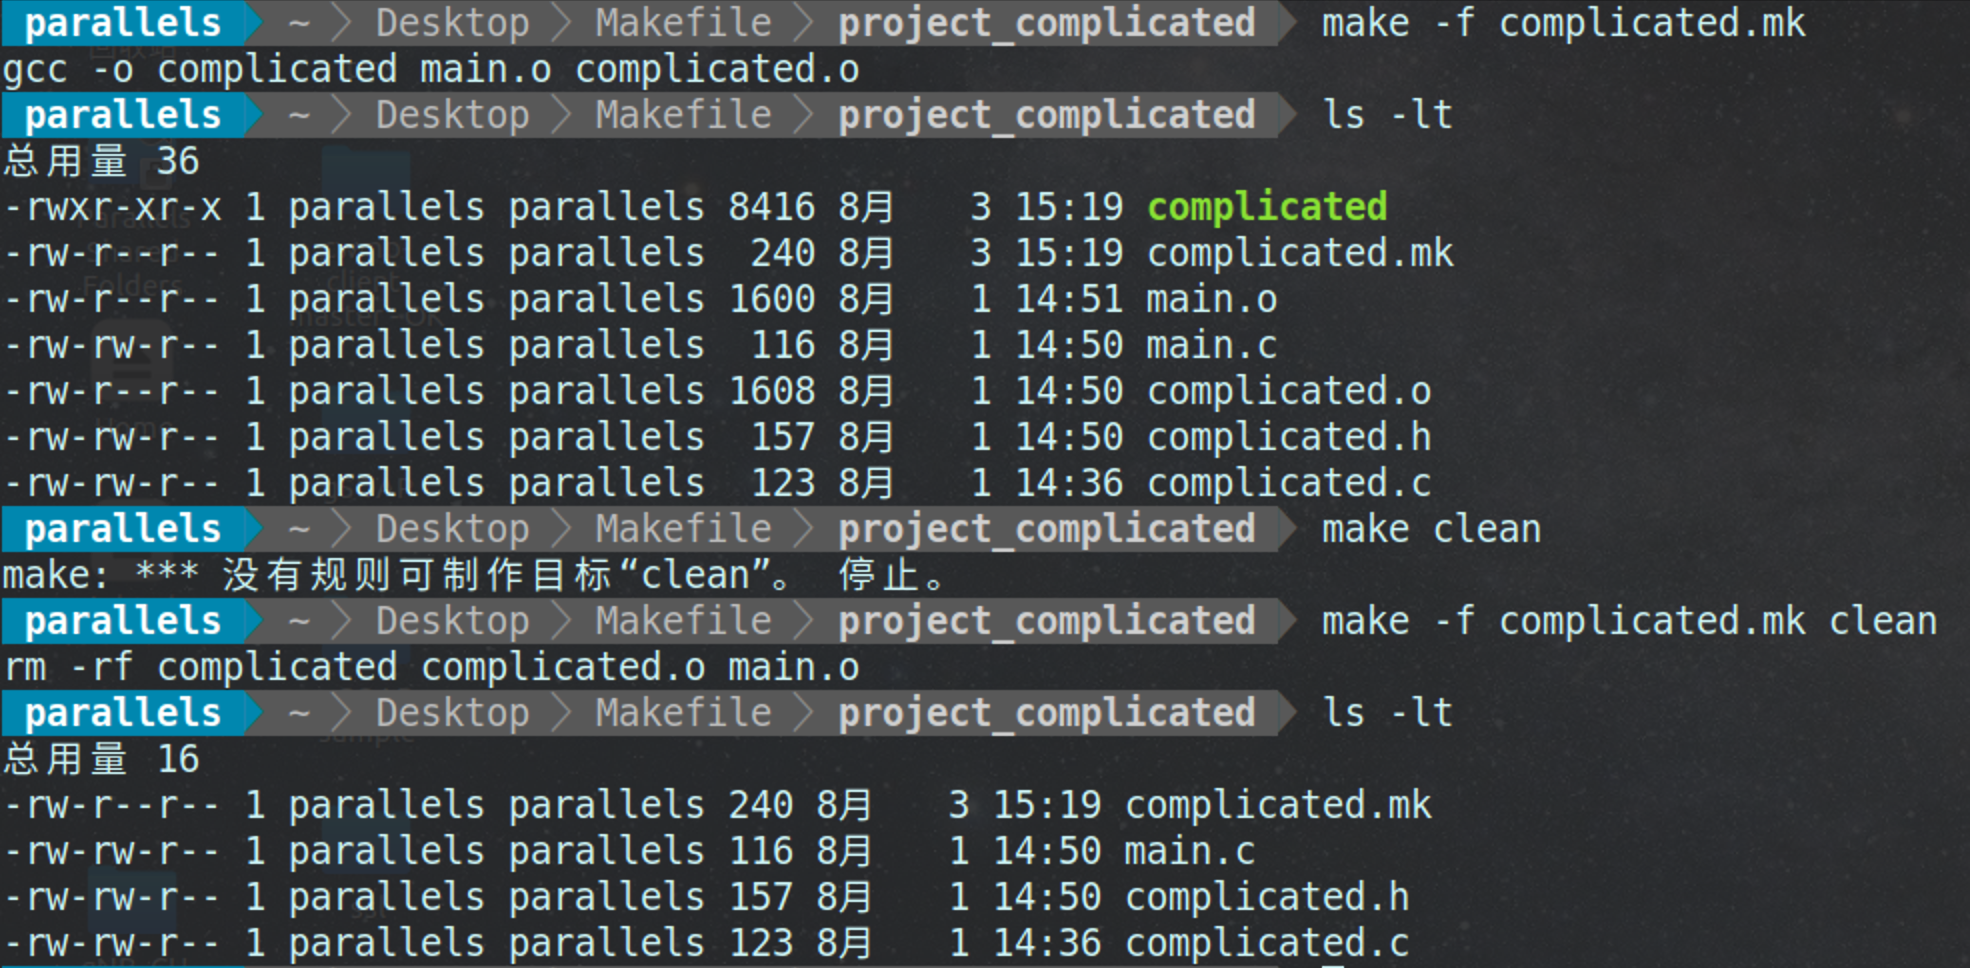 parallels ~ Desktop Makefile project_complicated make -f complicated.mk
gcc -o complicated main.o complicated.o
parallels ~ Desktop Makefile project_complicated ls -lt
总用量 36
-rwxr-xr-x 1 parallels parallels 8416 8月 3 15:19 complicated
-rw-r--r-- 1 parallels parallels 240 8月 3 15:19 complicated.mk
-rw-r--r-- 1 parallels parallels 1600 8月 1 14:51 main.o
-rw-rw-r-- 1 parallels parallels 116 8月 1 14:50 main.c
-rw-r--r-- 1 parallels parallels 1608 8月 1 14:50 complicated.o
-rw-rw-r-- 1 parallels parallels 157 8月 1 14:50 complicated.h
-rw-rw-r-- 1 parallels parallels 123 8月 1 14:36 complicated.c
parallels ~ Desktop Makefile project_complicated make clean
make: *** 没有规则可制作目标“clean”。 停止。
parallels ~ Desktop Makefile project_complicated make -f complicated.mk clean
rm -rf complicated complicated.o main.o
parallels ~ Desktop Makefile project_complicated ls -lt
总用量 16
-rw-r--r-- 1 parallels parallels 240 8月 3 15:19 complicated.mk
-rw-rw-r-- 1 parallels parallels 116 8月 1 14:50 main.c
-rw-rw-r-- 1 parallels parallels 157 8月 1 14:50 complicated.h
-rw-rw-r-- 1 parallels parallels 123 8月 1 14:36 complicated.c